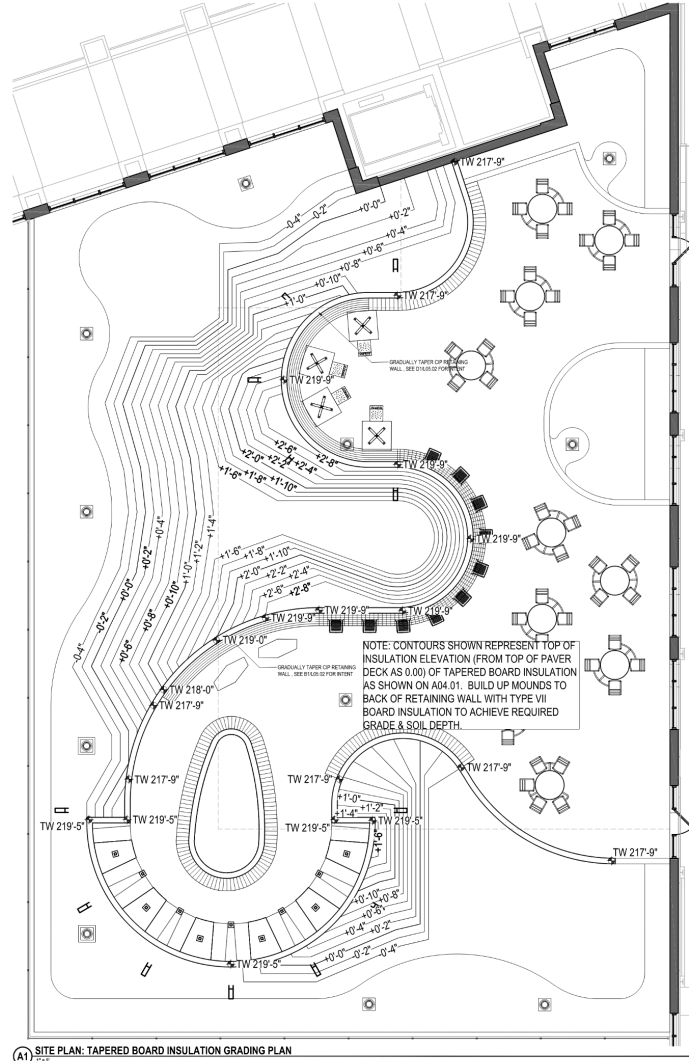 TW 217'-9"
-0-4"
-0-2"
+0'-0"
+0'-2"
+0'-4"
+0'-6"
+0'-8"
+0'-10"
+1'-0"
TW 217'-9"
GRADUALLY TAPER CIP RETAINING
WALL , SEE D1/L05.02 FOR INTENT
TW 219'-9"
+2'-6"
+2'-0"
+2'-2"
+2'-4"
+2'-8"
+1'-6"
+1'-8"
+1'-10"
TW 219'-9"
+0'-4"
+1'-4"
+1'-2"
+1'-0"
+0'-2"
+0'-10"
+0'-0"
+0'-8"
-0'-2"
+0'-6"
-0-4"
TW 219'-9"
+1'-6"
+1'-8"
+1'-10"
+2'-0"
+2'-2"
+2'-4"
+2'-6"
+2'-8"
TW 219'-9"
TW 219'-9"
TW 219'-9"
TW 219'-0"
GRADUALLY TAPER CIP RETAINING
WALL , SEE B1/L05.02 FOR INTENT
NOTE: CONTOURS SHOWN REPRESENT TOP OF
INSULATION ELEVATION (FROM TOP OF PAVER
DECK AS 0.00) OF TAPERED BOARD INSULATION
AS SHOWN ON A04.01. BUILD UP MOUNDS TO
BACK OF RETAINING WALL WITH TYPE VII
BOARD INSULATION TO ACHIEVE REQUIRED
GRADE & SOIL DEPTH.
TW 218'-0"
TW 217'-9"
TW 217'-9"
TW 217'-9"
TW 217'-9"
+1'-0"
+1'-2"
+1'-4"
+1'-6"
TW 219'-5"
TW 219'-5"
TW 219'-5"
TW 219'-5"
TW 217'-9"
+0'-10"
+0'-8"
+0'-6"
+0'-4"
+0'-2"
+0'-0"
-0'-2"
-0'-4"
TW 219'-5"
A1 SITE PLAN: TAPERED BOARD INSULATION GRADING PLAN